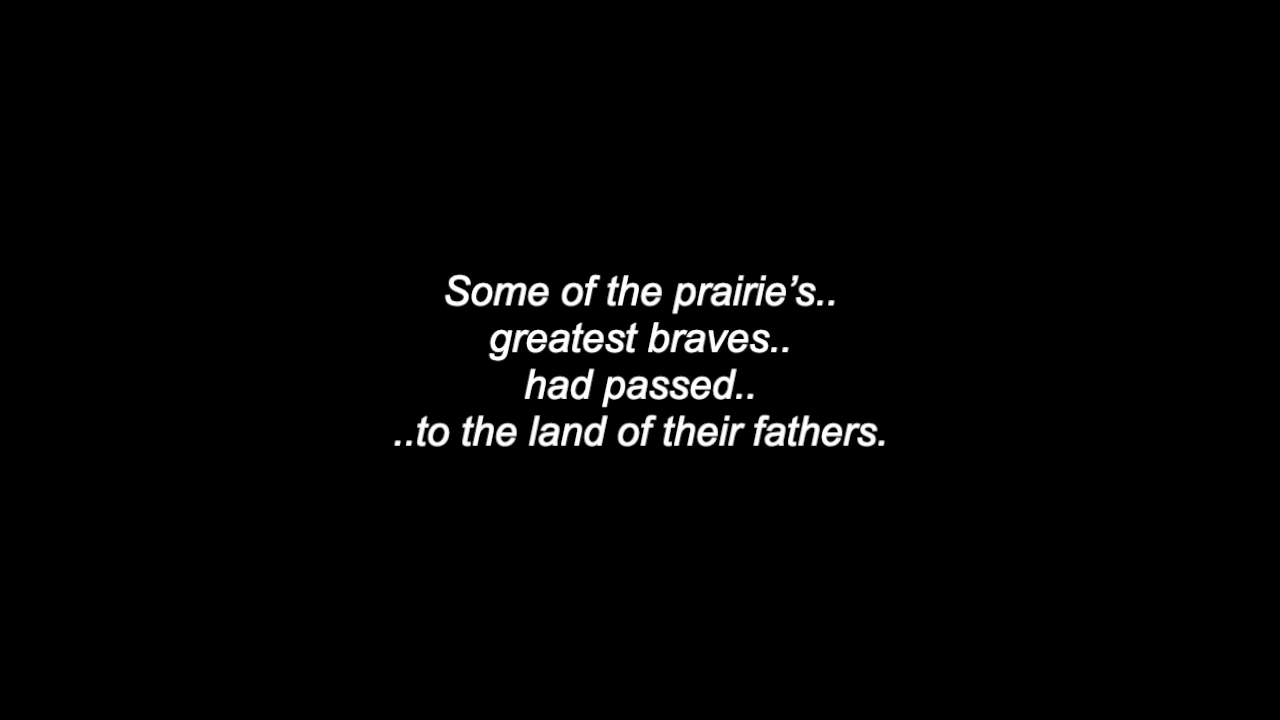 Some of the prairie’s..
greatest braves..
had passed..
..to the land of their fathers.